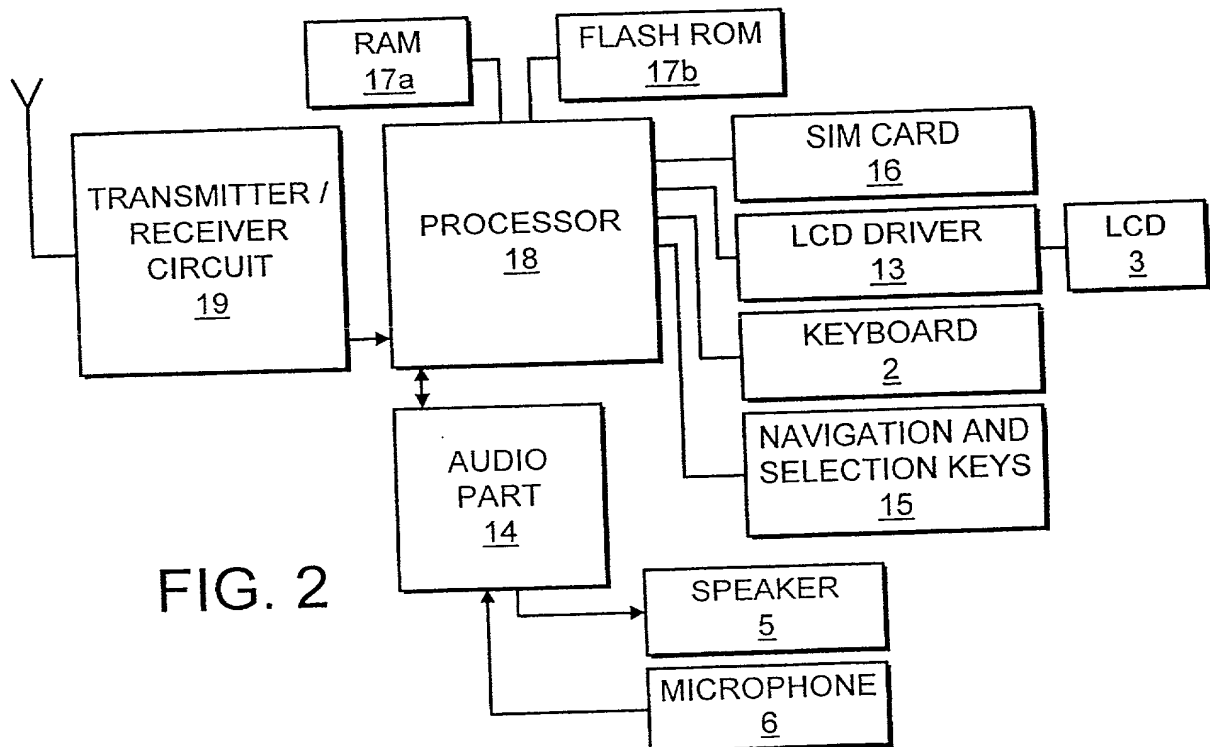 RAM
17a
FLASH ROM
17b
TRANSMITTER /
RECEIVER
CIRCUIT
19
PROCESSOR
18
SIM CARD
16
LCD DRIVER
13
LCD
3
KEYBOARD
2
NAVIGATION AND
SELECTION KEYS
15
AUDIO
PART
14
SPEAKER
5
MICROPHONE
6
FIG. 2